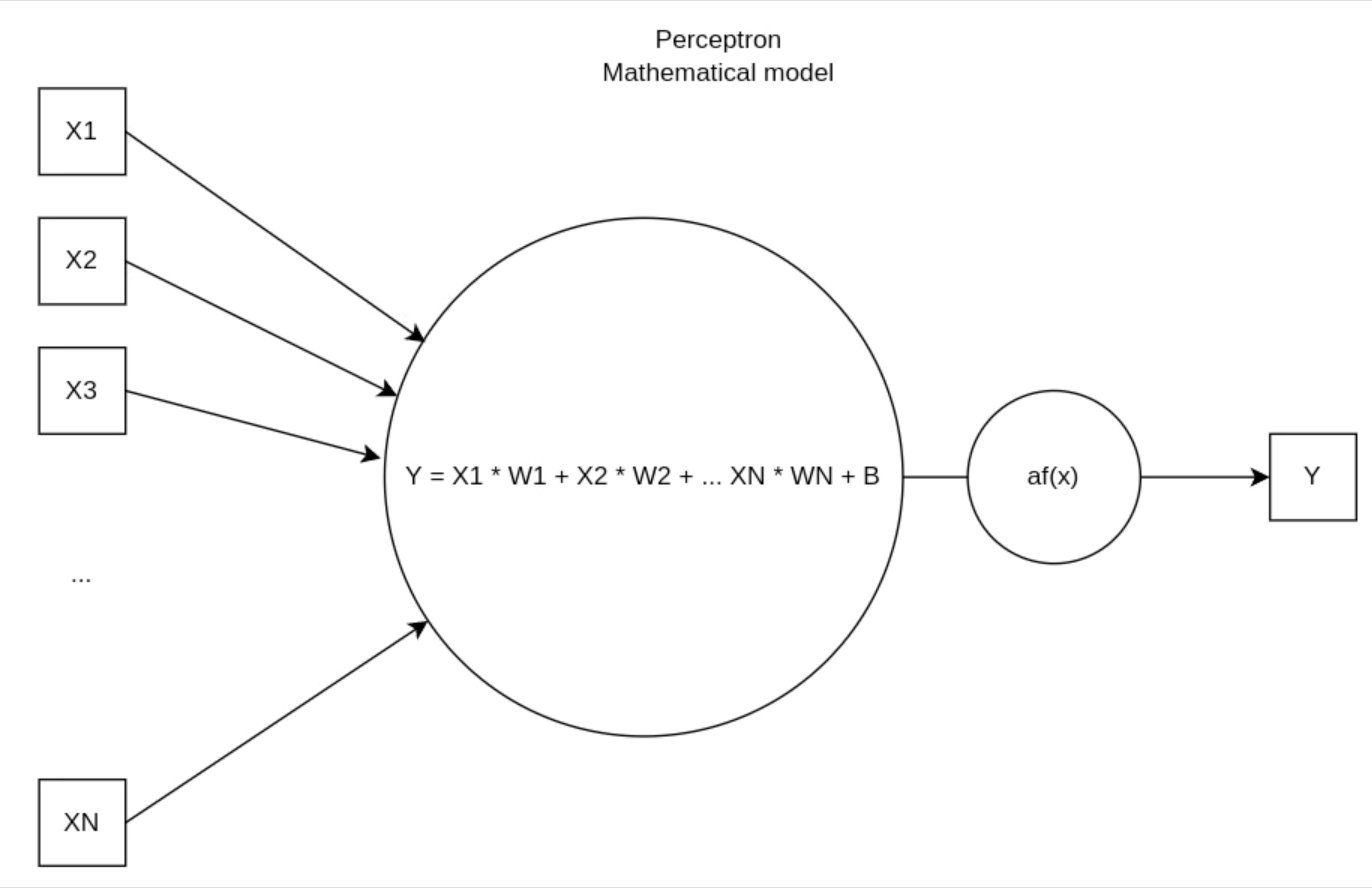 Perceptron
Mathematical model
X1
X2
X3
...
XN
Y = X1 * W1 + X2 * W2 + ... XN * WN + B
af(x)
Y